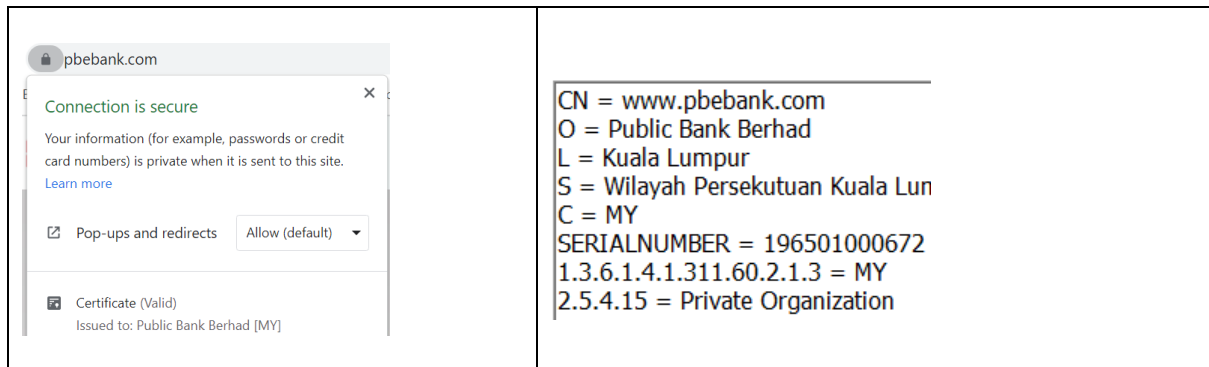 pbebank.com
Connection is secure
Your information (for example, passwords or credit
card numbers) is private when it is sent to this site.
Learn more
Pop-ups and redirects Allow (default)
Certificate (Valid)
Issued to: Public Bank Berhad [MY]
CN = www.pbebank.com
O = Public Bank Berhad
L = Kuala Lumpur
S = Wilayah Persekutuan Kuala Lun
C = MY
SERIALNUMBER = 196501000672
1.3.6.1.4.1.311.60.2.1.3 = MY
2.5.4.15 = Private Organization